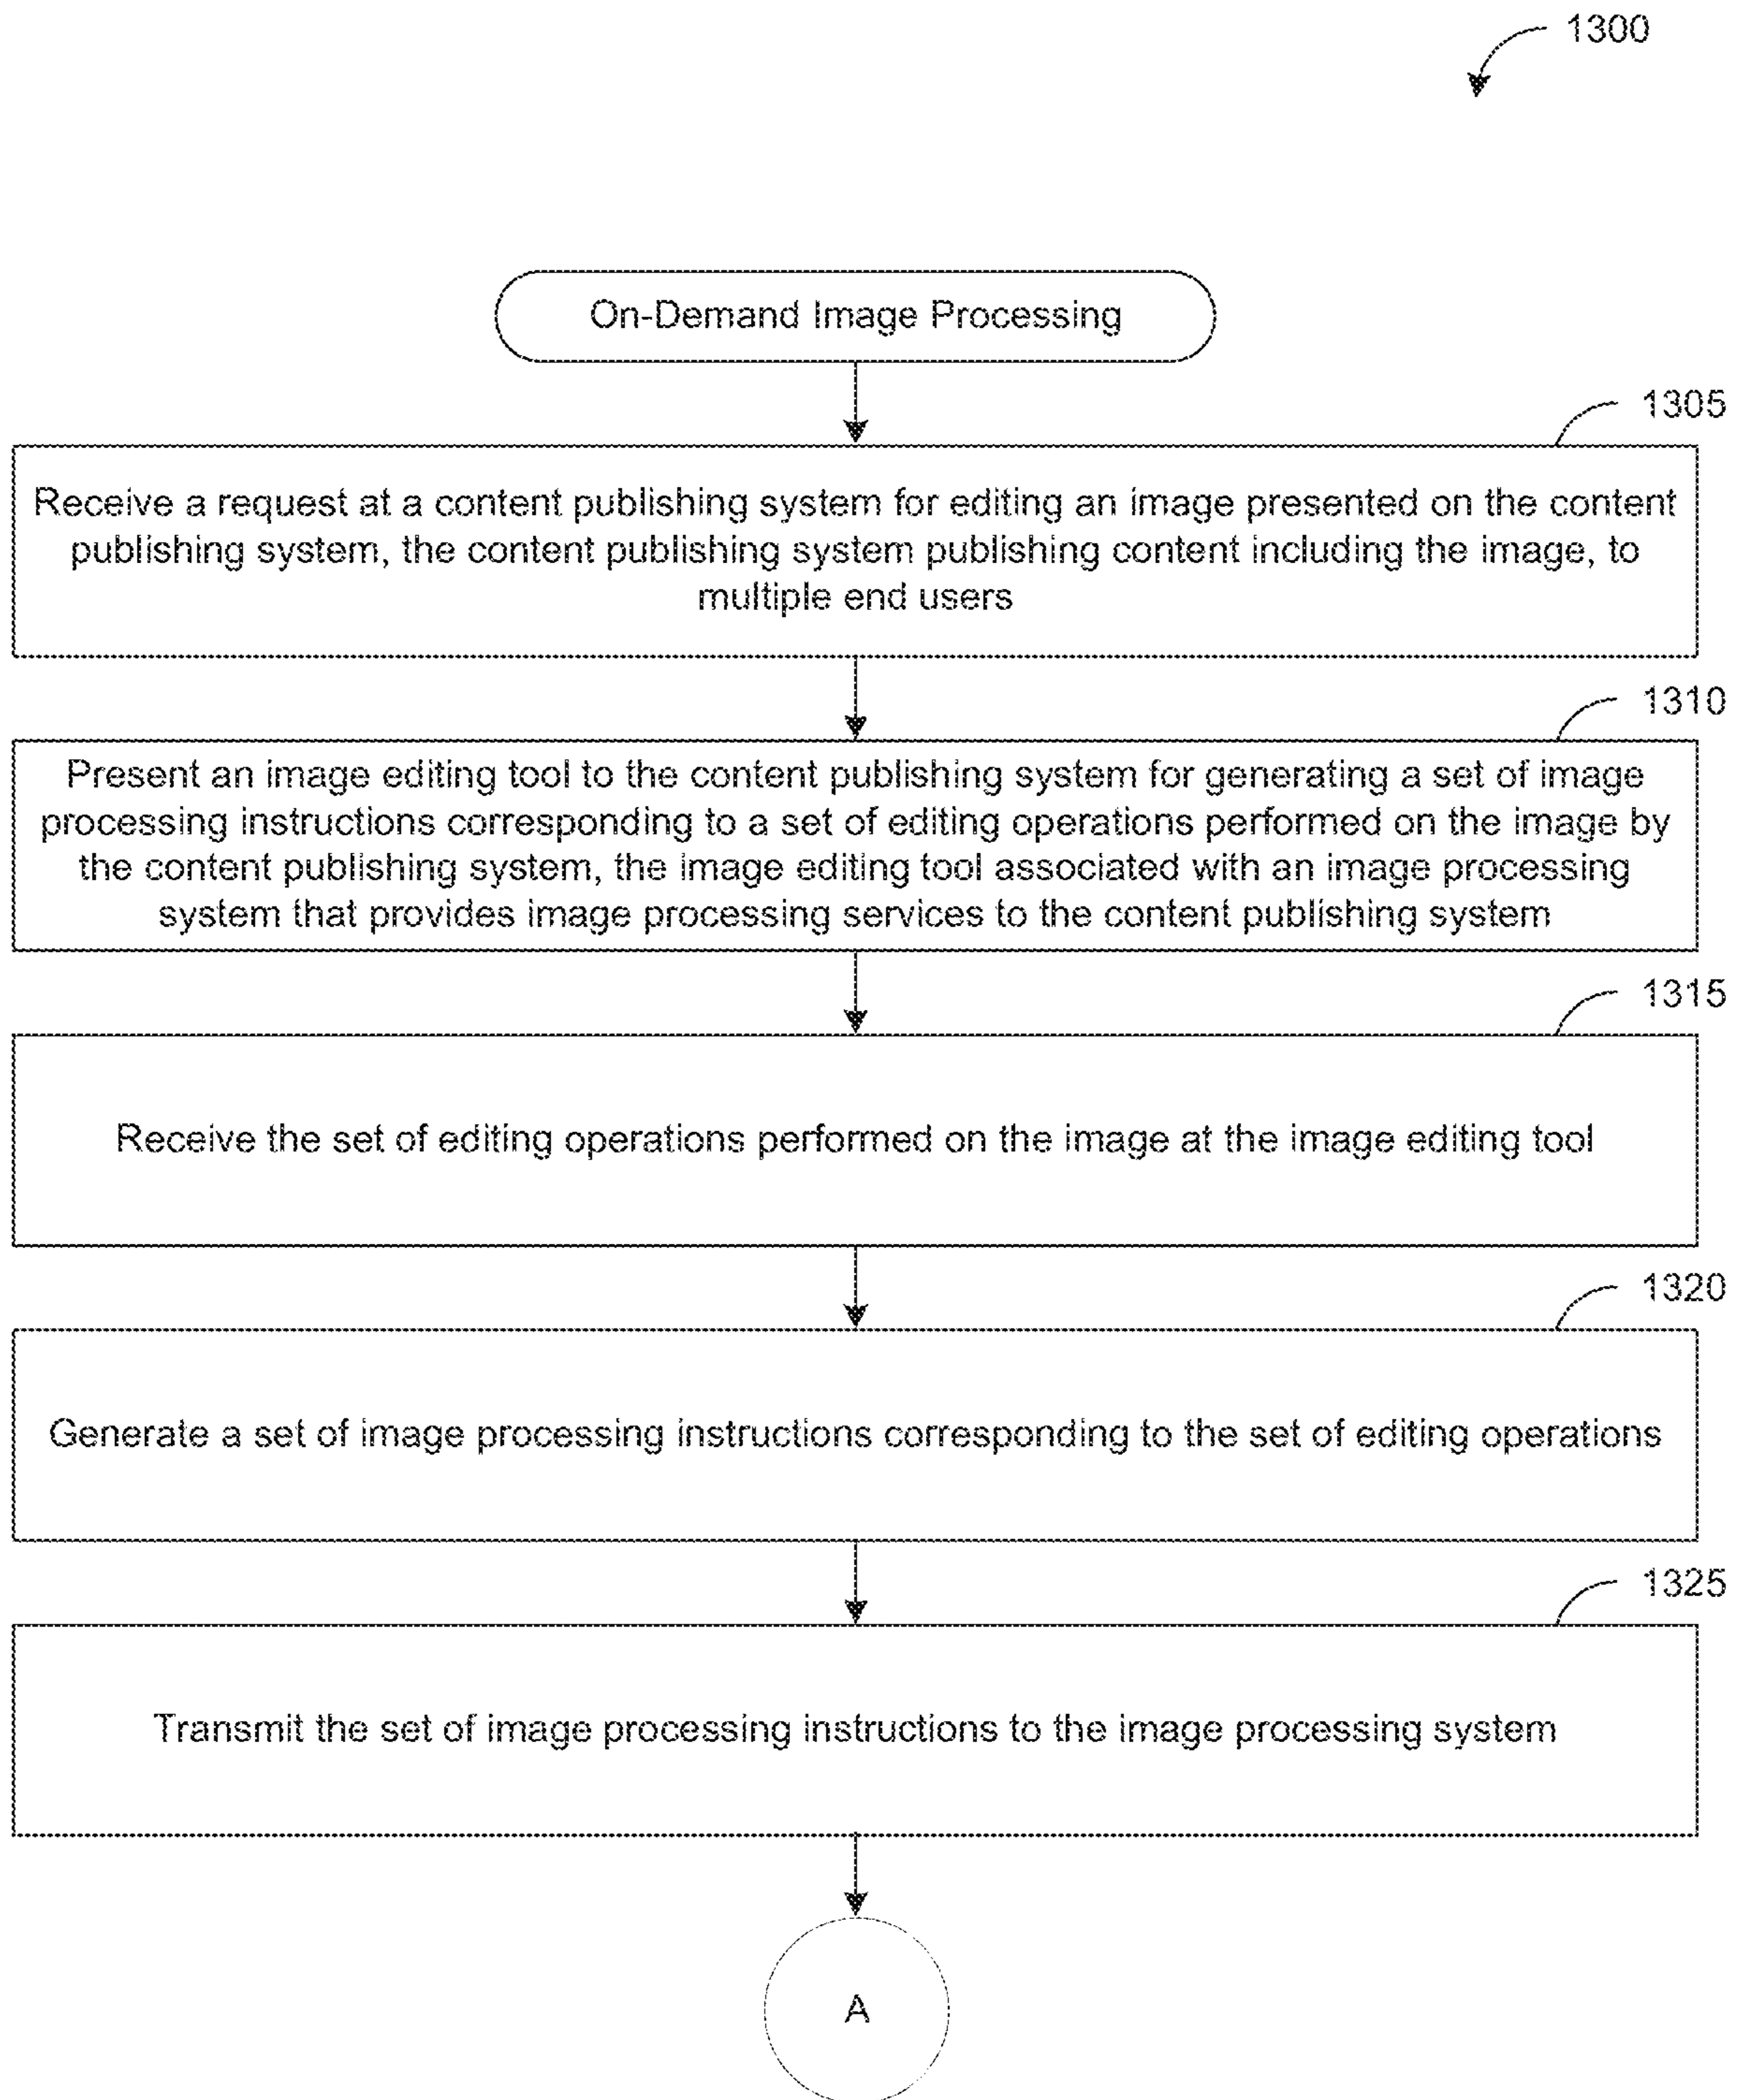 1300
On-Demand Image Processing
1305
Receive a request at a content publishing system for editing an image presented on the content
publishing system, the content publishing system publishing content including the image, to
multiple end users
1310
Present an image editing tool to the content publishing system for generating a set of image
processing instructions corresponding to a set of editing operations performed on the image by
the content publishing system, the image editing tool associated with an image processing
system that provides image processing services to the content publishing system
1315
Receive the set of editing operations performed on the image at the image editing tool
1320
Generate a set of image processing instructions corresponding to the set of editing operations
1325
Transmit the set of image processing instructions to the image processing system
A